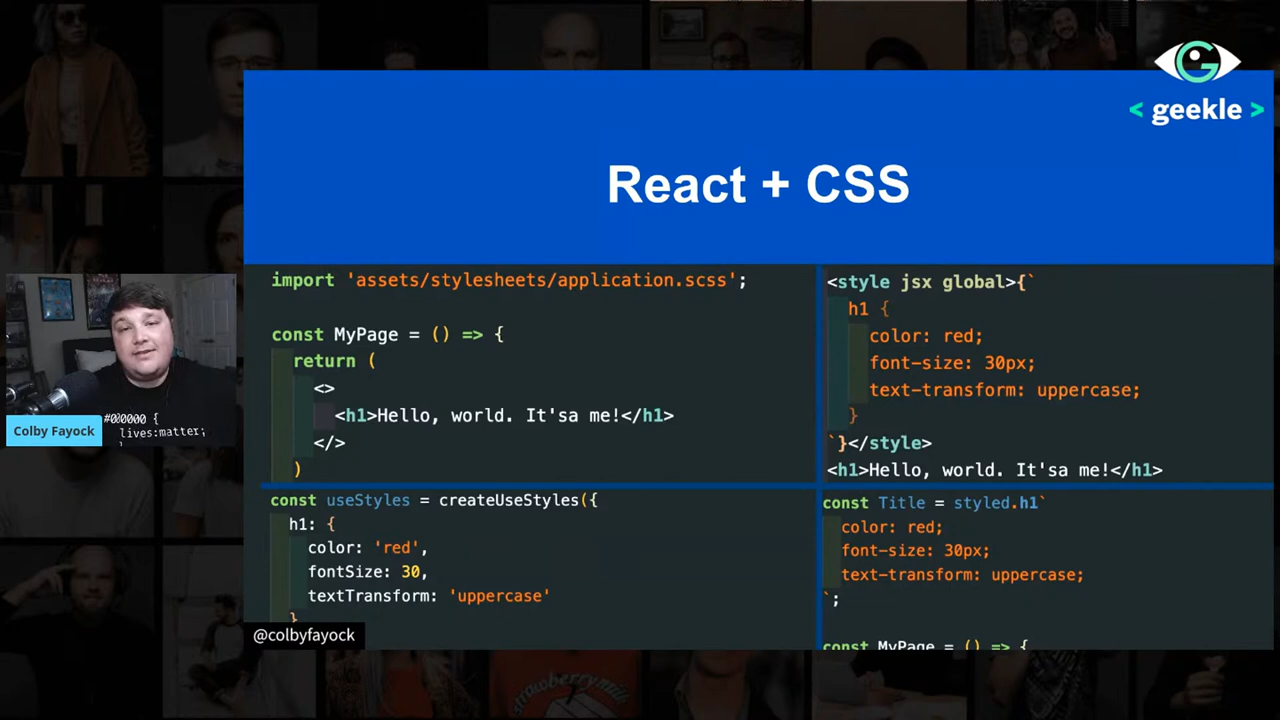 < geekle >
React + CSS
import 'assets/stylesheets/application.scss';
const MyPage = () => {
return (
<>
<h1>Hello, world. It'sa me!</h1>
</>
)
<style jsx global>{`
h1 {
color: red;
font-size: 30px;
text-transform: uppercase;
}
`}</style>
<h1>Hello, world. It'sa me!</h1>
const useStyles = createUseStyles({
h1: {
color: 'red',
fontSize: 30,
textTransform: 'uppercase'
}
const Title = styled.h1`
color: red;
font-size: 30px;
text-transform: uppercase;
`;
const MyPage = () => {
@colbyfayock
#000000 {
lives:matter;
}
Colby Fayock